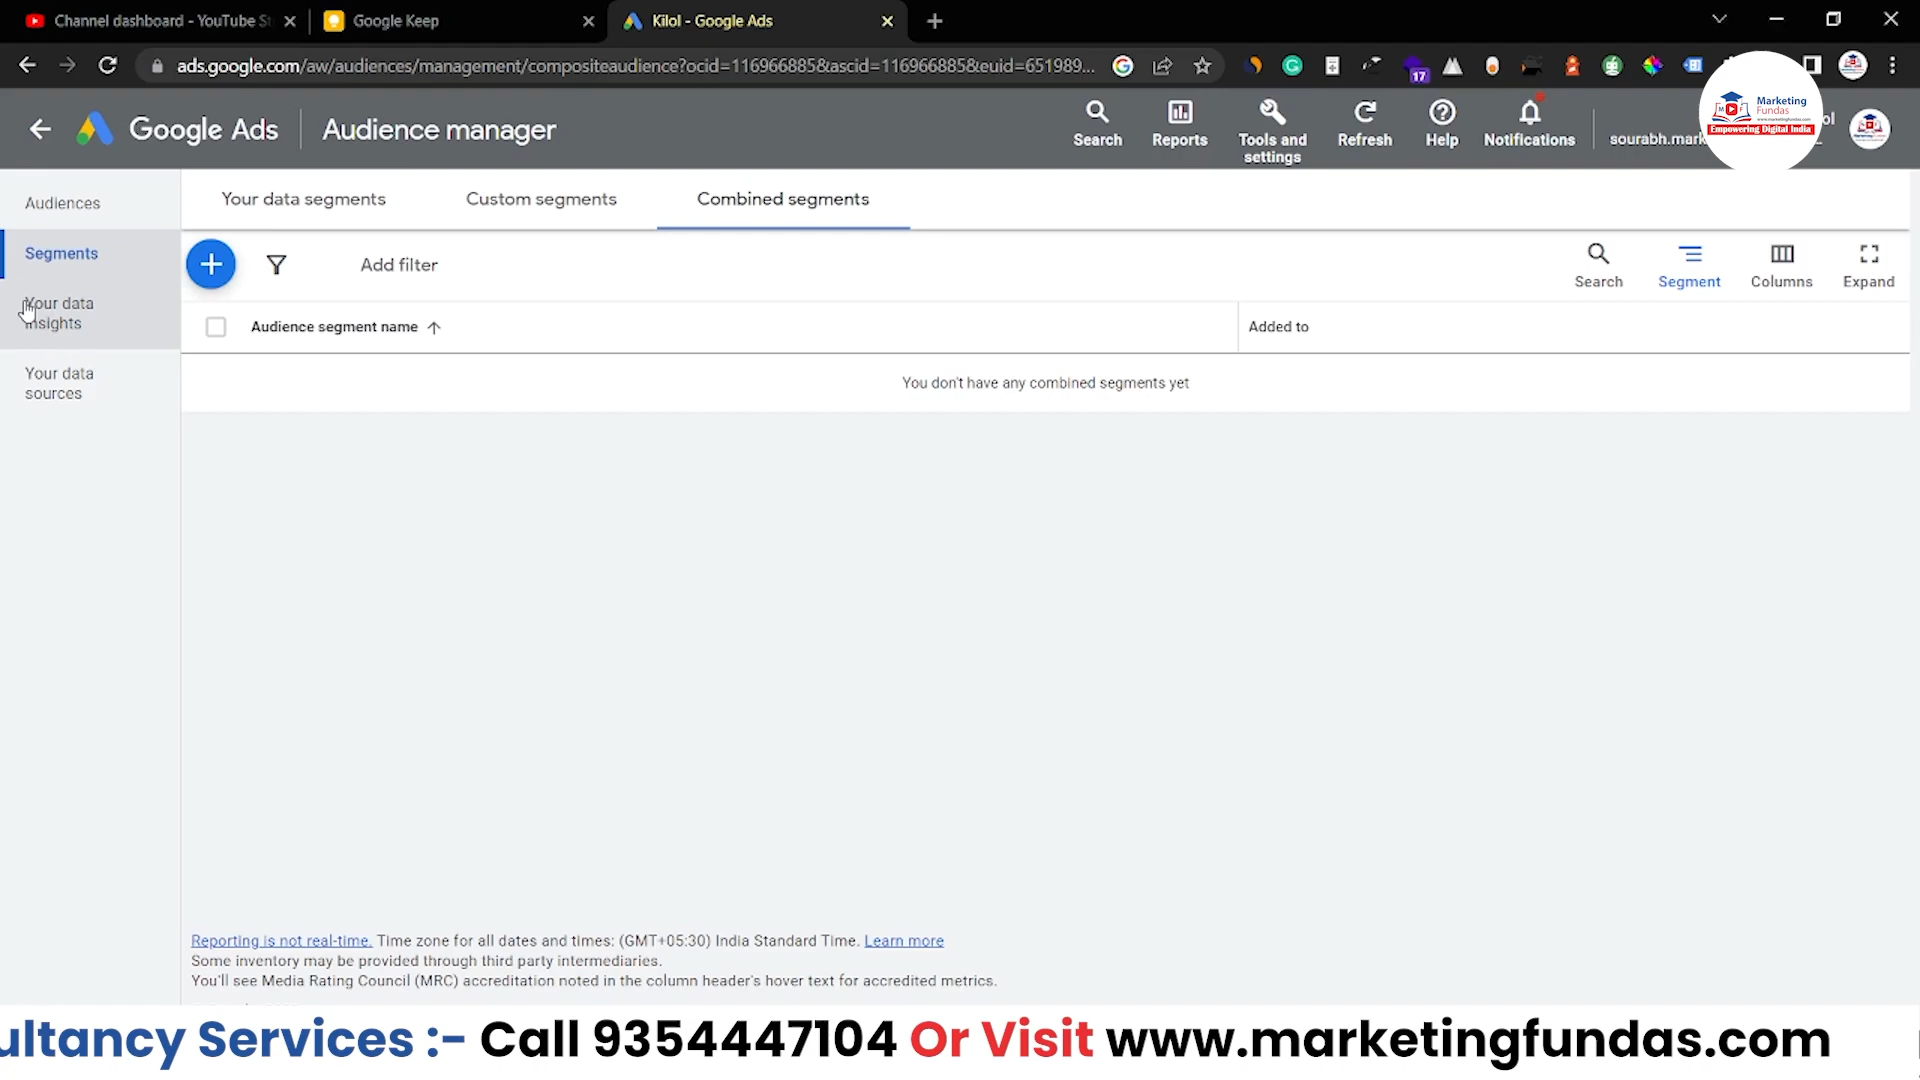 Channel dashboard - YouTube St
Google Keep
Kilol - Google Ads
ads.google.com/aw/audiences/management/compositeaudience?ocid=116966885&ascid=116966885&euid=651989...
17
Google Ads
Audience manager
Search
Reports
Tools and settings
Refresh
Help
Notifications
sourabh.mark
Marketing
Fundas
www.marketingfundas.com
Empowering Digital India
Audiences
Segments
Your data
insights
Your data
sources
Your data segments
Custom segments
Combined segments
Add filter
Search
Segment
Columns
Expand
Audience segment name
Added to
You don't have any combined segments yet
Reporting is not real-time. Time zone for all dates and times: (GMT+05:30) India Standard Time. Learn more
Some inventory may be provided through third party intermediaries.
You'll see Media Rating Council (MRC) accreditation noted in the column header's hover text for accredited metrics.
ultancy Services :- Call 9354447104 Or Visit www.marketingfundas.com